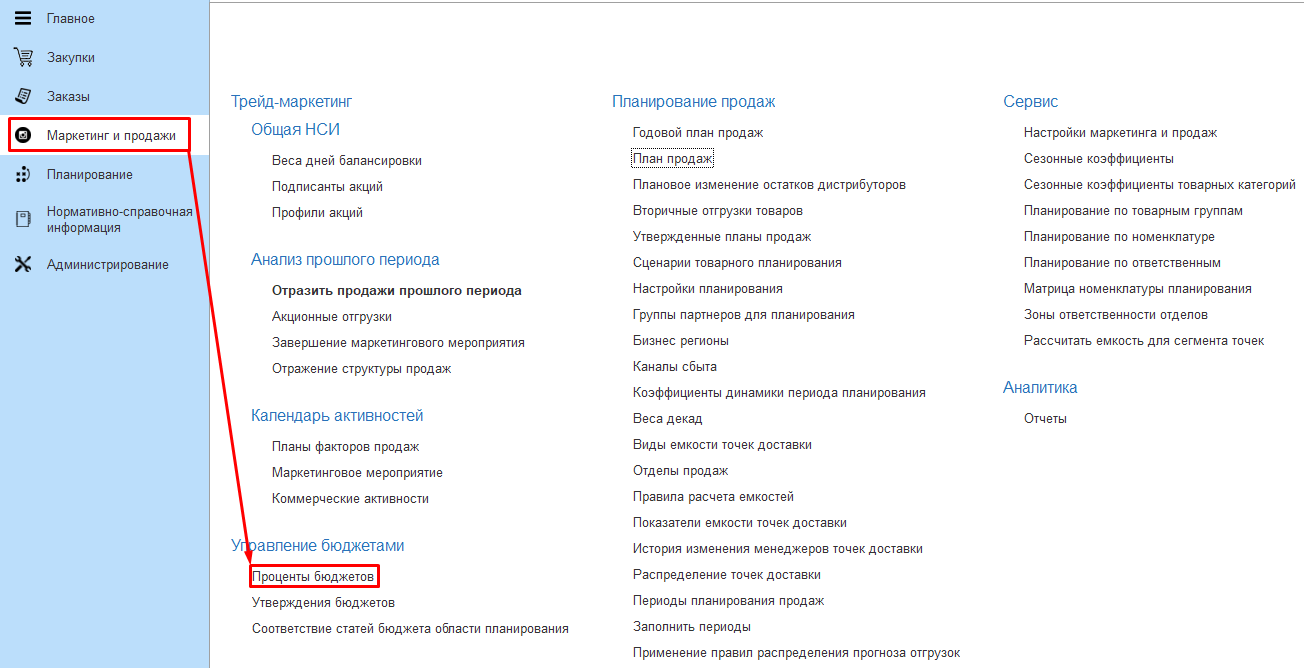 Главное
Закупки
Заказы
Маркетинг и продажи
Планирование
Нормативно-справочная
информация
Администрирование
Трейд-маркетинг
Общая НСИ
Веса дней балансировки
Подписанты акций
Профили акций
Анализ прошлого периода
Отразить продажи прошлого периода
Акционные отгрузки
Завершение маркетингового мероприятия
Отражение структуры продаж
Календарь активностей
Планы факторов продаж
Маркетинговое мероприятие
Коммерческие активности
Управление бюджетами
Проценты бюджетов
Утверждения бюджетов
Соответствие статей бюджета области планирования
Планирование продаж
Годовой план продаж
План продаж
Плановое изменение остатков дистрибуторов
Вторичные отгрузки товаров
Утвержденные планы продаж
Сценарии товарного планирования
Настройки планирования
Группы партнеров для планирования
Бизнес регионы
Каналы сбыта
Коэффициенты динамики периода планирования
Веса декад
Виды емкости точек доставки
Отделы продаж
Правила расчета емкостей
Показатели емкости точек доставки
История изменения менеджеров точек доставки
Распределение точек доставки
Периоды планирования продаж
Заполнить периоды
Применение правил распределения прогноза отгрузок
Сервис
Настройки маркетинга и продаж
Сезонные коэффициенты
Сезонные коэффициенты товарных категорий
Планирование по товарным группам
Планирование по номенклатуре
Планирование по ответственным
Матрица номенклатуры планирования
Зоны ответственности отделов
Рассчитать емкость для сегмента точек
Аналитика
Отчеты